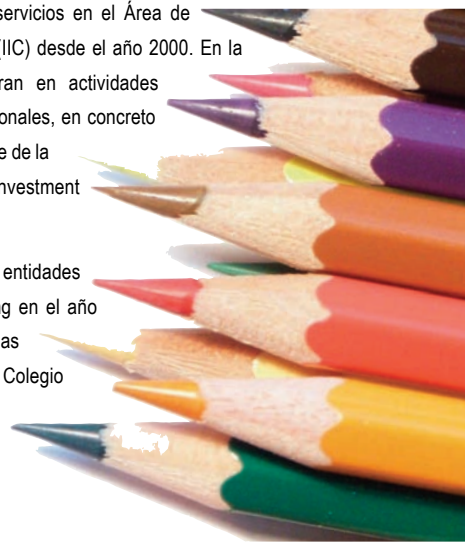 servicios en el Área de
(IIC) desde el año 2000. En la
ran en actividades
onales, en concreto
e de la
nvestment
entidades
g en el año
as
Colegio